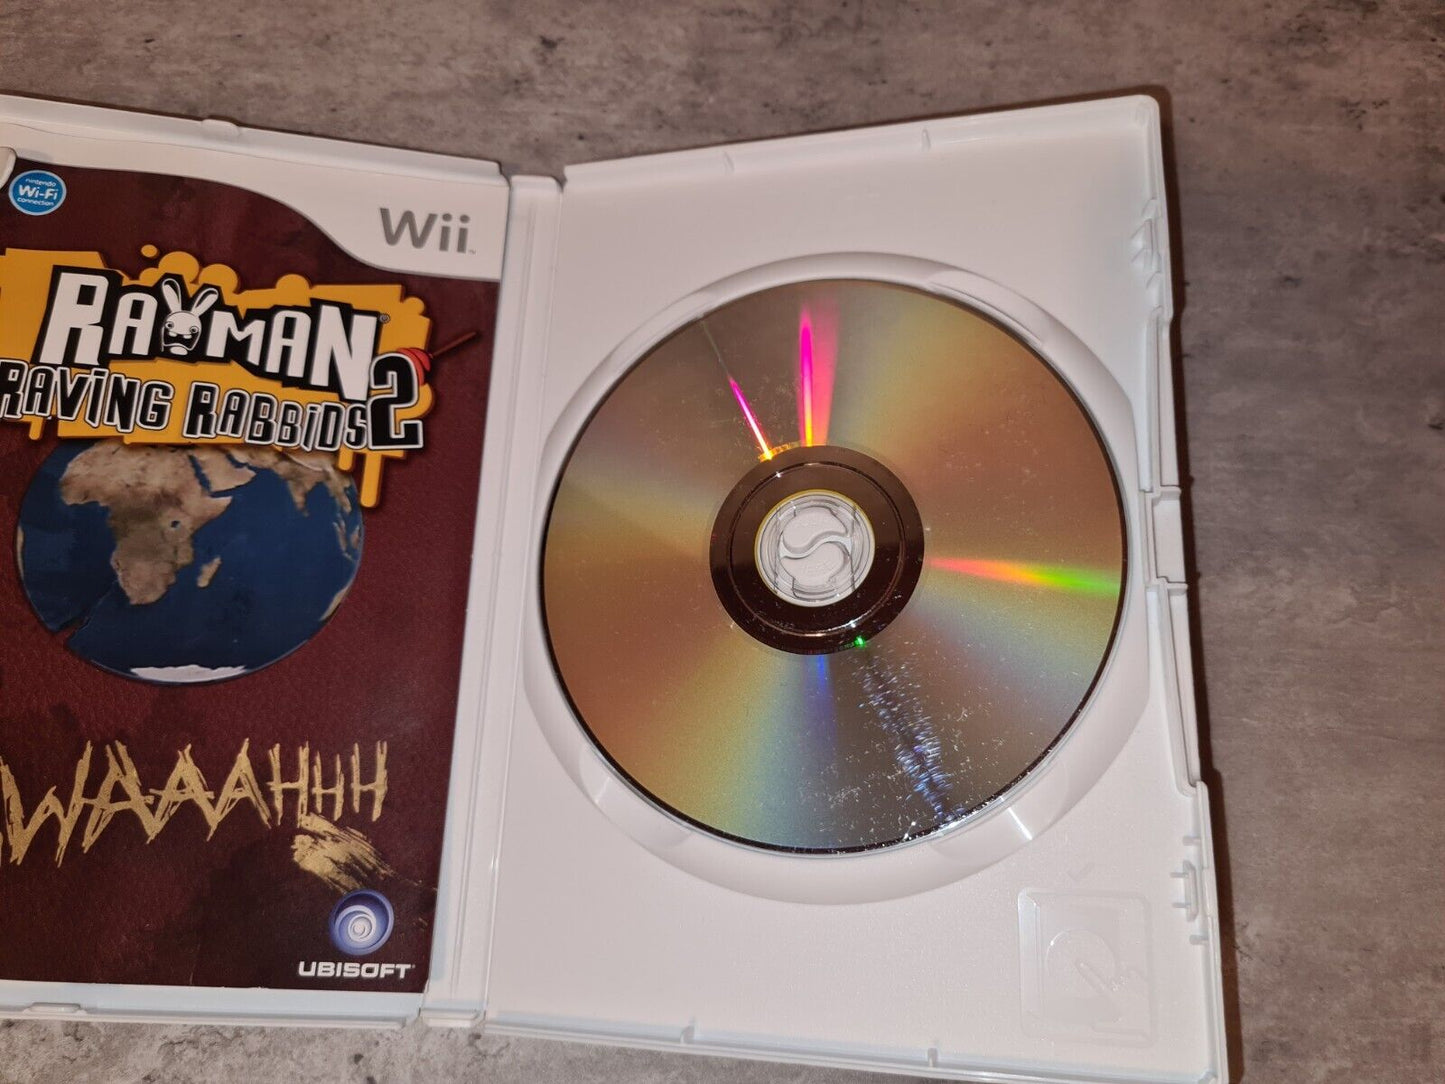 nintendo
Wi-Fi
connection
Wii
RAYMAN
RAVING RABBIDS 2
WAAAHHH
UBISOFT